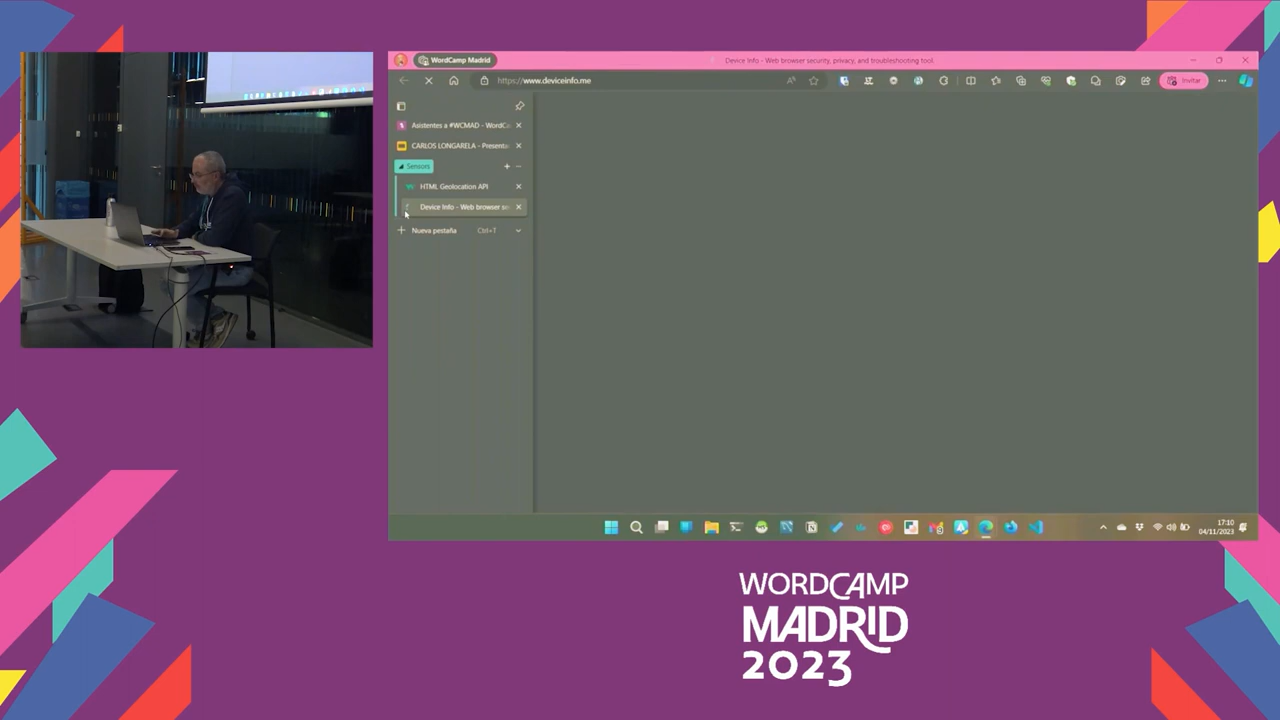 WordCamp Madrid
Device Info - Web browser security, privacy, and troubleshooting tool.
https://www.deviceinfo.me
Invitar
Asistentes a #WCMAD - WordCa
CARLOS LONGARELA - Presenta
Sensors
HTML Geolocation API
Device Info - Web browser se
Nueva pestaña Ctrl+T
17:10
04/11/2023
WORDCAMP
MADRID
2023